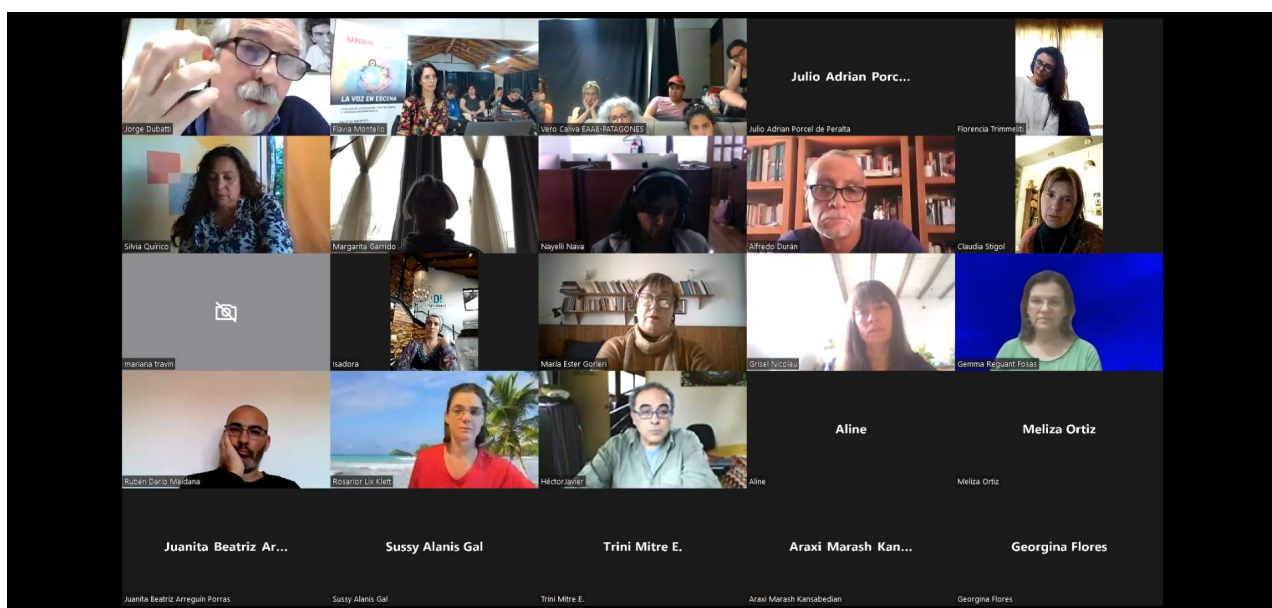 UNRN
LA VOZ EN ESCENA
Jorge Dubatti
Flavia Montello
Vero Caliva EAAB-PATAGONES
Julio Adrian Porc...
Julio Adrian Porcel de Peralta
Florencia Trimmeliti
Silvia Quírico
Margarita Garrido
Nayelli Nava
Alfredo Durán
Claudia Stigol
mariana travin
Isadora
María Ester Gorleri
Grisel Nicolau
Gemma Reguant Fosas
Rubén Darío Maidana
Rosarior Lix Klett
HéctorJavier
Aline
Aline
Meliza Ortiz
Meliza Ortiz
Juanita Beatriz Ar...
Juanita Beatriz Arreguín Porras
Sussy Alanis Gal
Sussy Alanis Gal
Trini Mitre E.
Trini Mitre E.
Araxi Marash Kan...
Araxi Marash Kansabedian
Georgina Flores
Georgina Flores